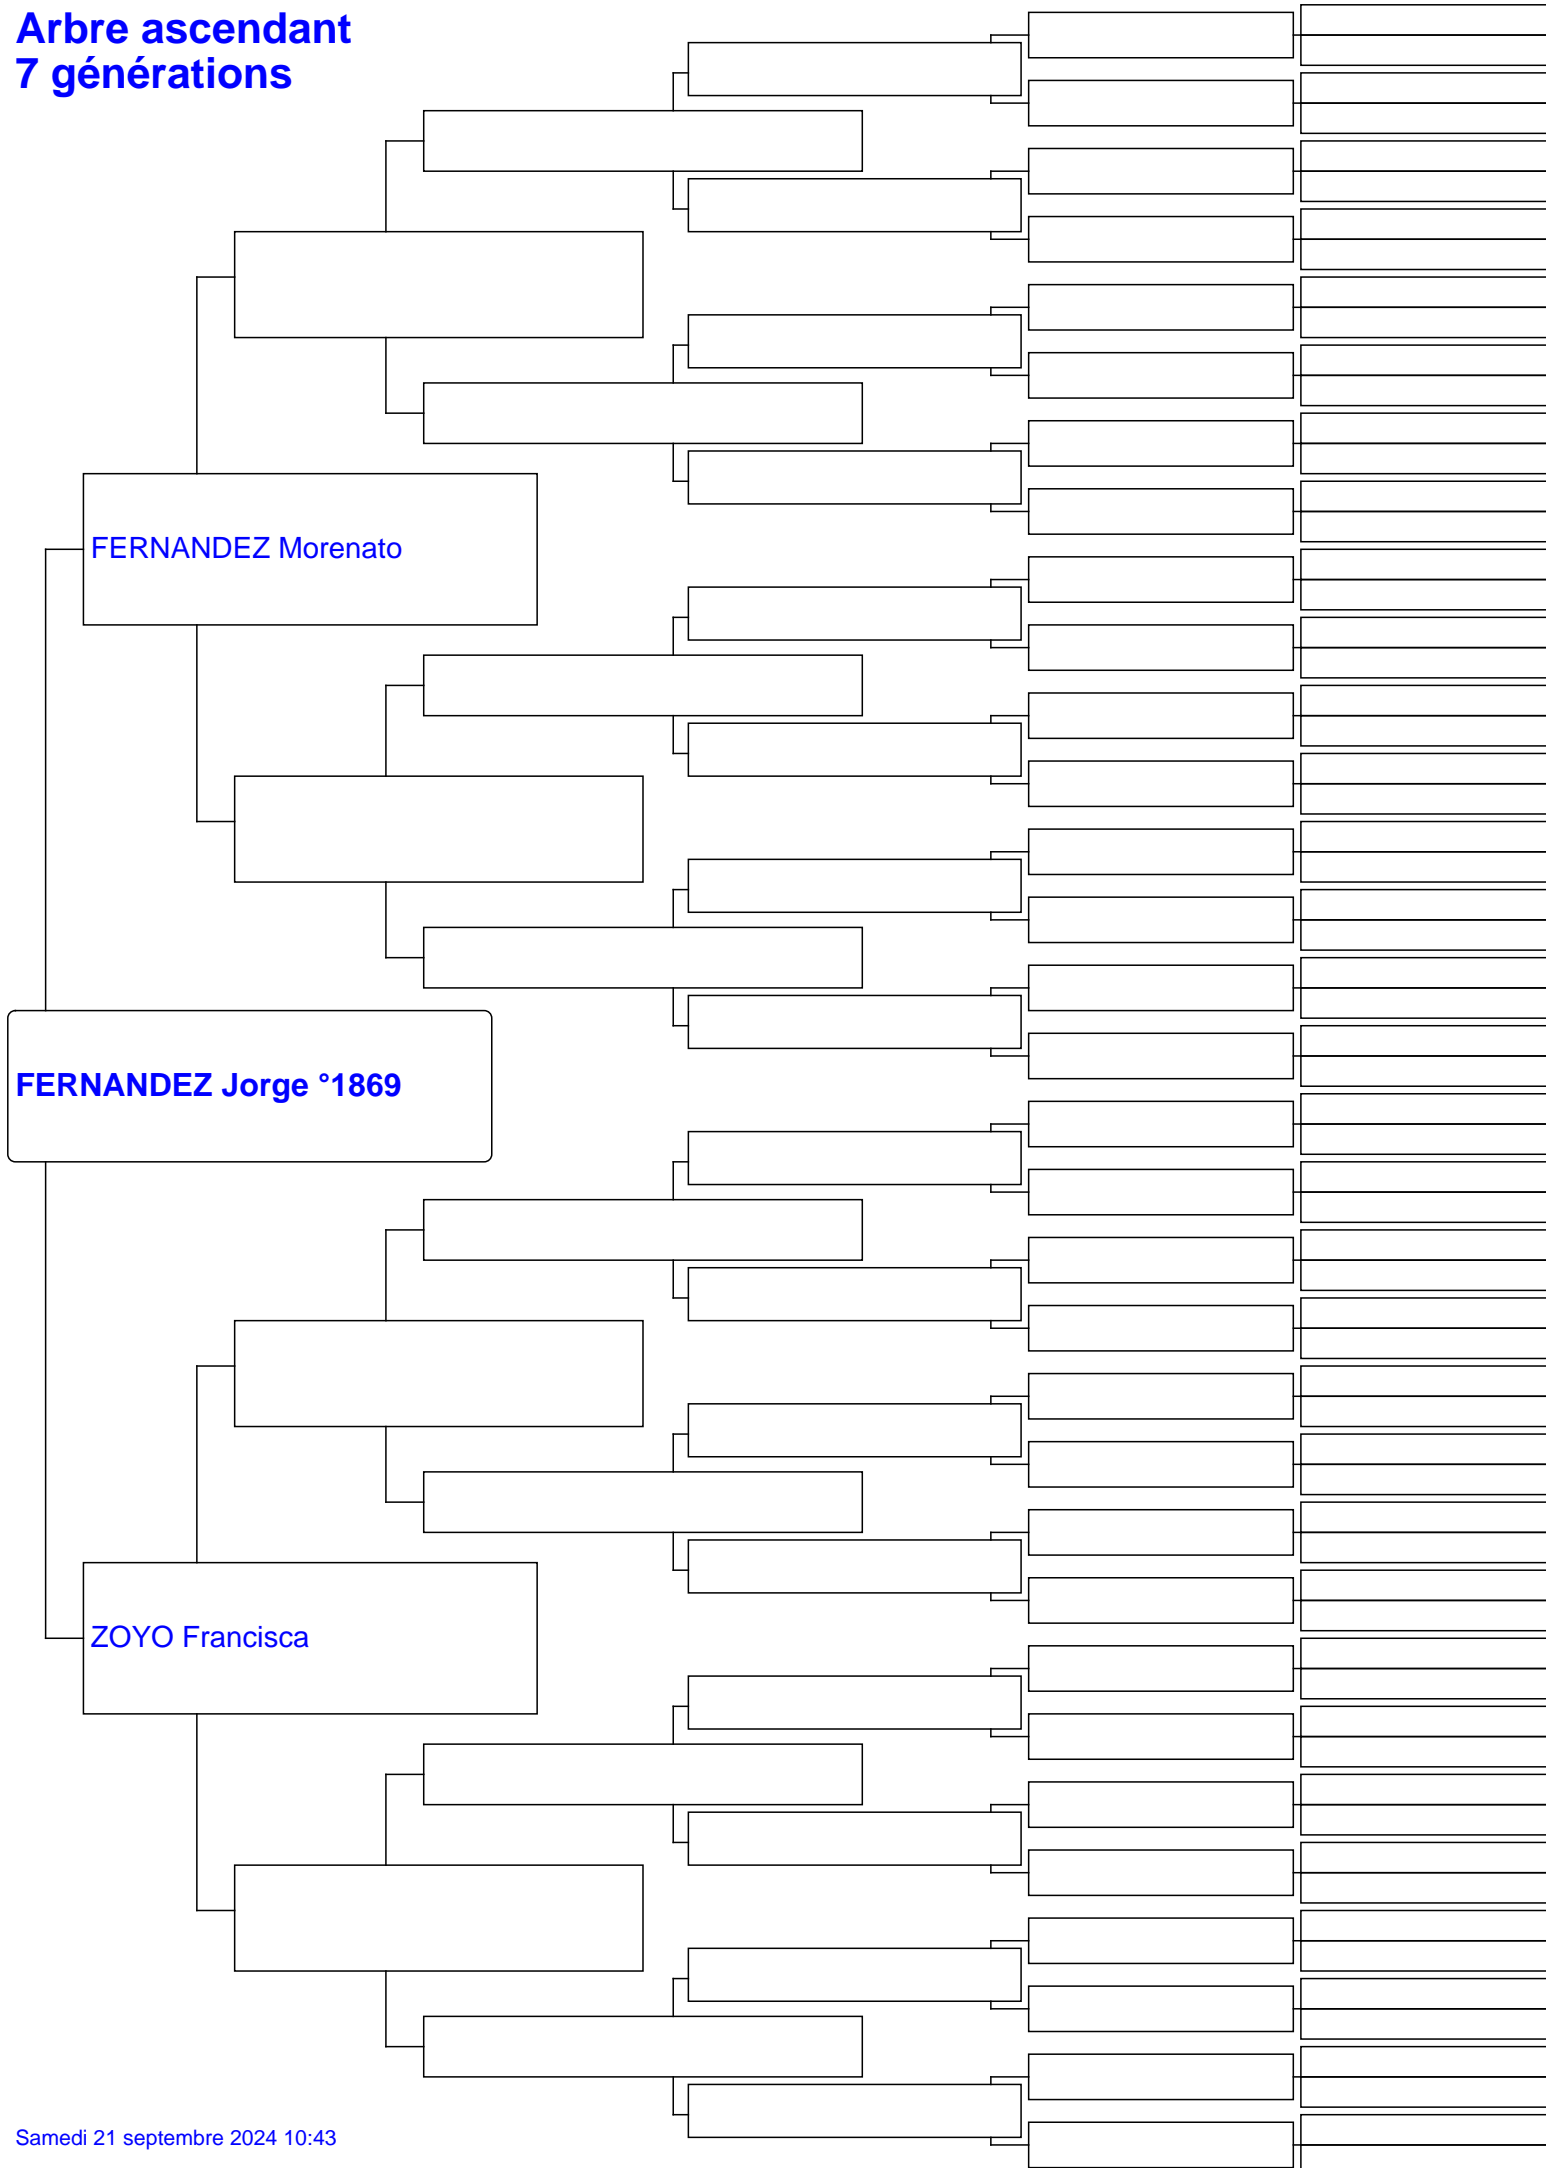 Arbre ascendant
7 générations
FERNANDEZ Morenato
FERNANDEZ Jorge °1869
ZOYO Francisca
Samedi 21 septembre 2024 10:43